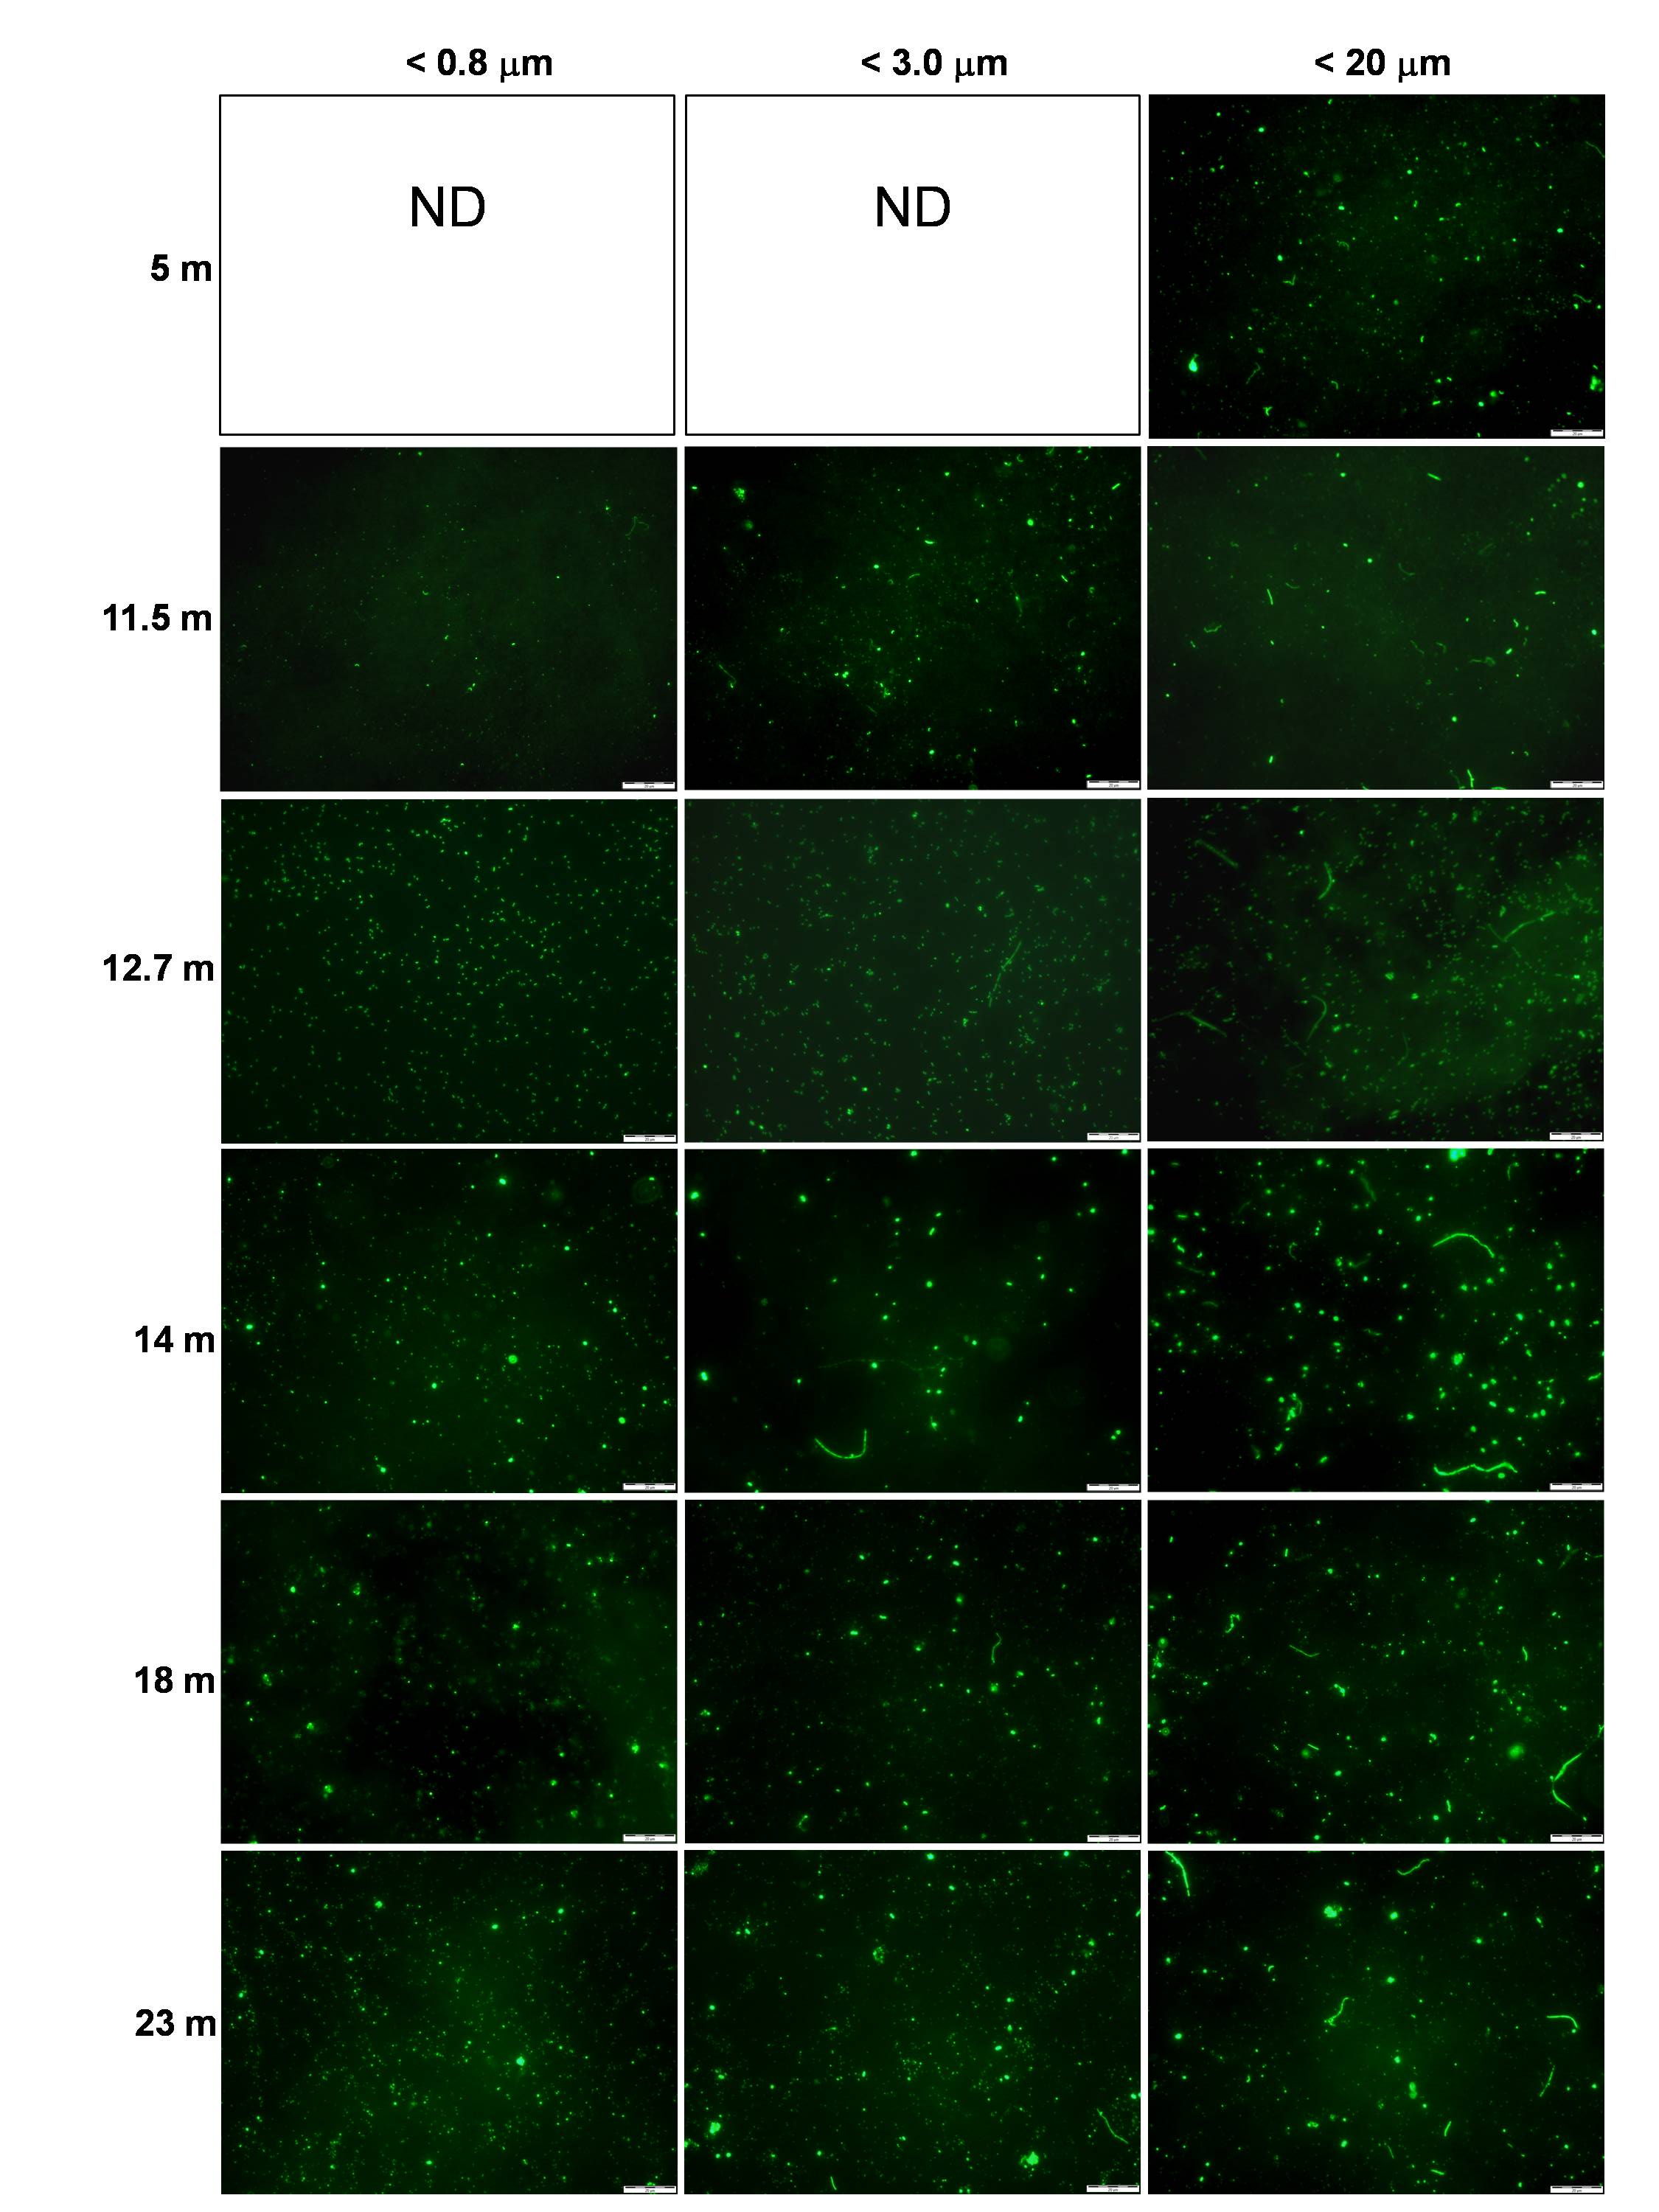 < 0.8 μm < 3.0 μm < 20 μm
ND ND
5 m
11.5 m
12.7 m
14 m
18 m
23 m